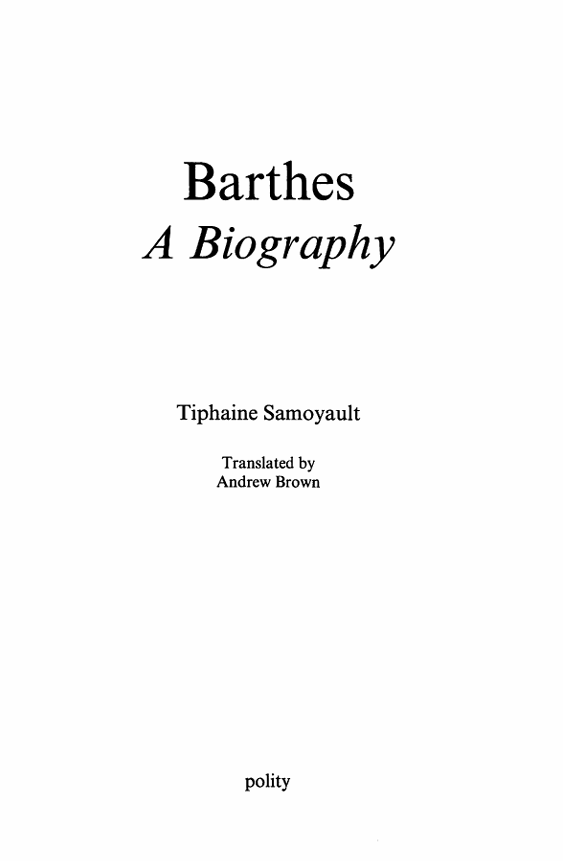 Barthes
A Biography
Tiphaine Samoyault
Translated by
Andrew Brown
polity